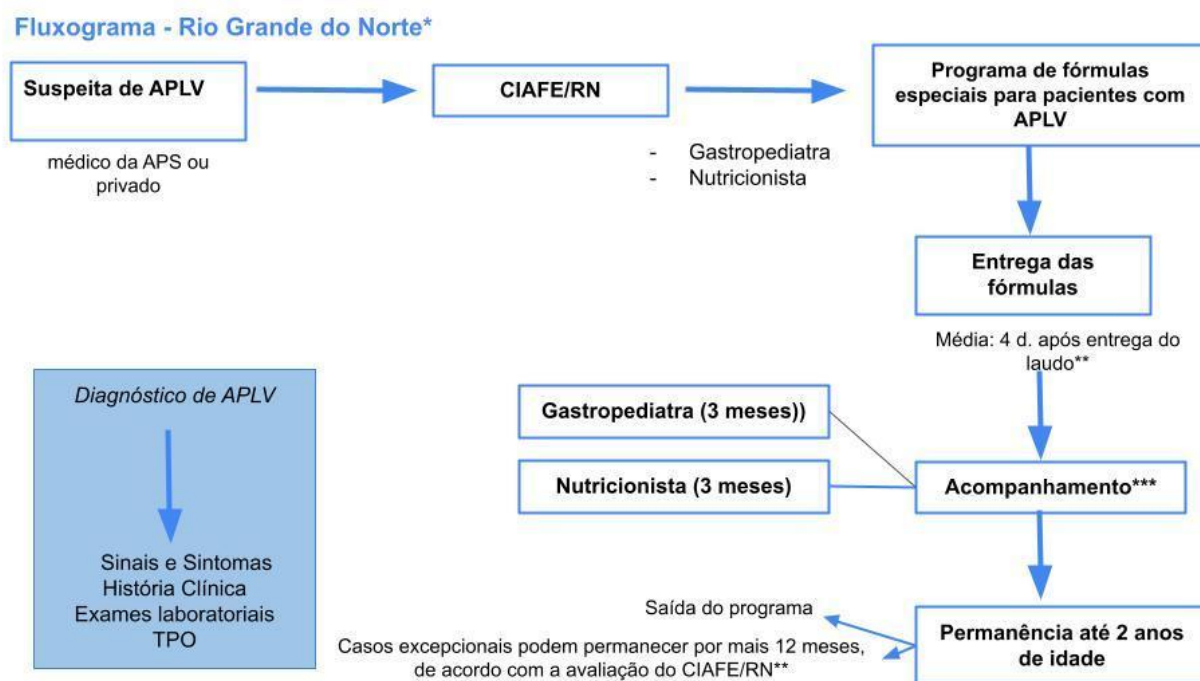 Fluxograma - Rio Grande do Norte*
Suspeita de APLV
médico da APS ou
privado
CIAFE/RN
- Gastropediatra
- Nutricionista
Programa de fórmulas
especiais para pacientes com
APLV
Entrega das
fórmulas
Média: 4 d. após entrega do
laudo**
Gastropediatra (3 meses))
Nutricionista (3 meses)
Acompanhamento***
Permanência até 2 anos
de idade
Saída do programa
Casos excepcionais podem permanecer por mais 12 meses,
de acordo com a avaliação do CIAFE/RN**
Diagnóstico de APLV
Sinais e Sintomas
História Clínica
Exames laboratoriais
TPO